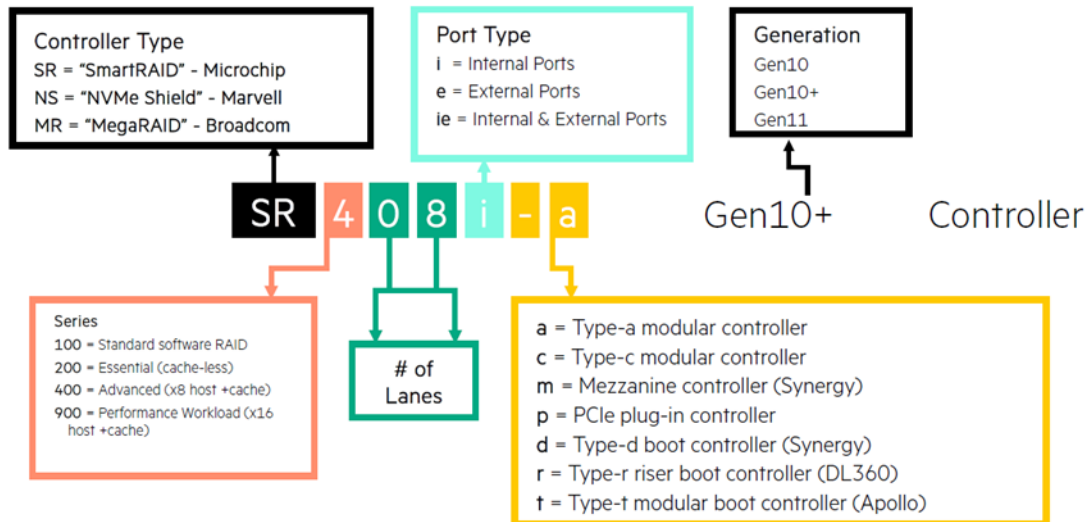 Controller Type
SR = “SmartRAID” - Microchip
NS = “NVMe Shield” - Marvell
MR = “MegaRAID” - Broadcom
Port Type
i = Internal Ports
e = External Ports
ie = Internal & External Ports
Generation
Gen10
Gen10+
Gen11
SR 4 0 8 i - a Gen10+ Controller
Series
100 = Standard software RAID
200 = Essential (cache-less)
400 = Advanced (x8 host +cache)
900 = Performance Workload (x16
host +cache)
# of
Lanes
a = Type-a modular controller
c = Type-c modular controller
m = Mezzanine controller (Synergy)
p = PCIe plug-in controller
d = Type-d boot controller (Synergy)
r = Type-r riser boot controller (DL360)
t = Type-t modular boot controller (Apollo)